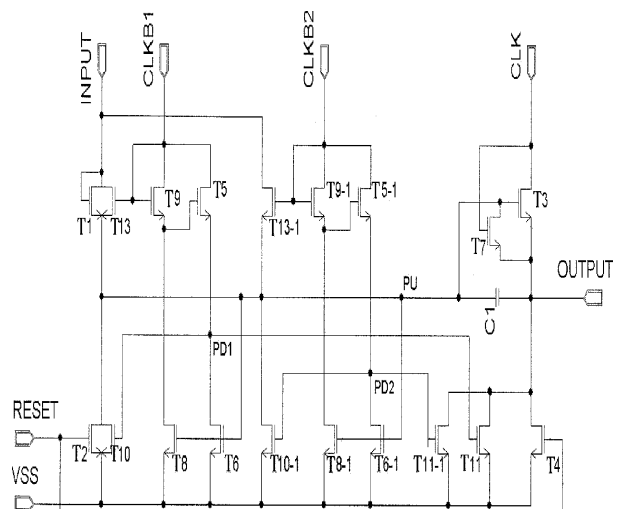 INPUT
CLKB1
CLKB2
CLK
T1
T13
T9
T5
T13-1
T9-1
T5-1
T7
T3
OUTPUT
PU
C1
PD1
PD2
RESET
T2
T10
T8
T6
T10-1
T8-1
T6-1
T11-1
T11
T4
VSS